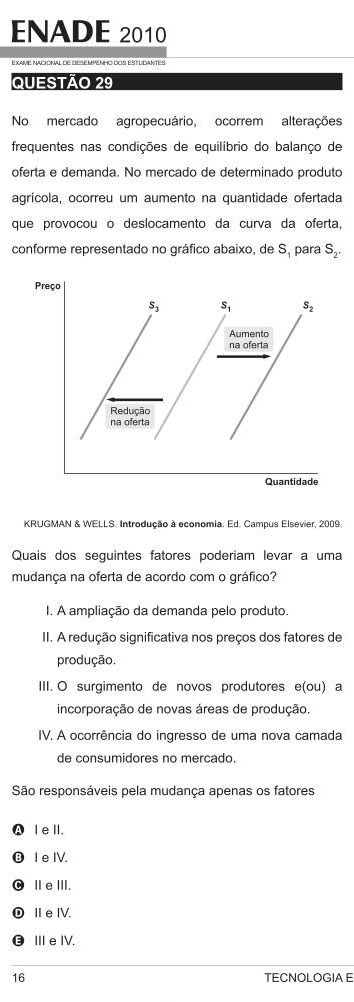 ENADE 2010
EXAME NACIONAL DE DESEMPENHO DOS ESTUDANTES
QUESTÃO 29
No mercado agropecuário, ocorrem alterações
frequentes nas condições de equilíbrio do balanço de
oferta e demanda. No mercado de determinado produto
agrícola, ocorreu um aumento na quantidade ofertada
que provocou o deslocamento da curva da oferta,
conforme representado no gráfico abaixo, de S1 para S2.
Preço
S3 S1 S2
Aumento
na oferta
Redução
na oferta
Quantidade
KRUGMAN & WELLS. Introdução à economia. Ed. Campus Elsevier, 2009.
Quais dos seguintes fatores poderiam levar a uma
mudança na oferta de acordo com o gráfico?
I. A ampliação da demanda pelo produto.
II. A redução significativa nos preços dos fatores de
produção.
III. O surgimento de novos produtores e(ou) a
incorporação de novas áreas de produção.
IV. A ocorrência do ingresso de uma nova camada
de consumidores no mercado.
São responsáveis pela mudança apenas os fatores
A I e II.
B I e IV.
C II e III.
D II e IV.
E III e IV.
16 TECNOLOGIA E